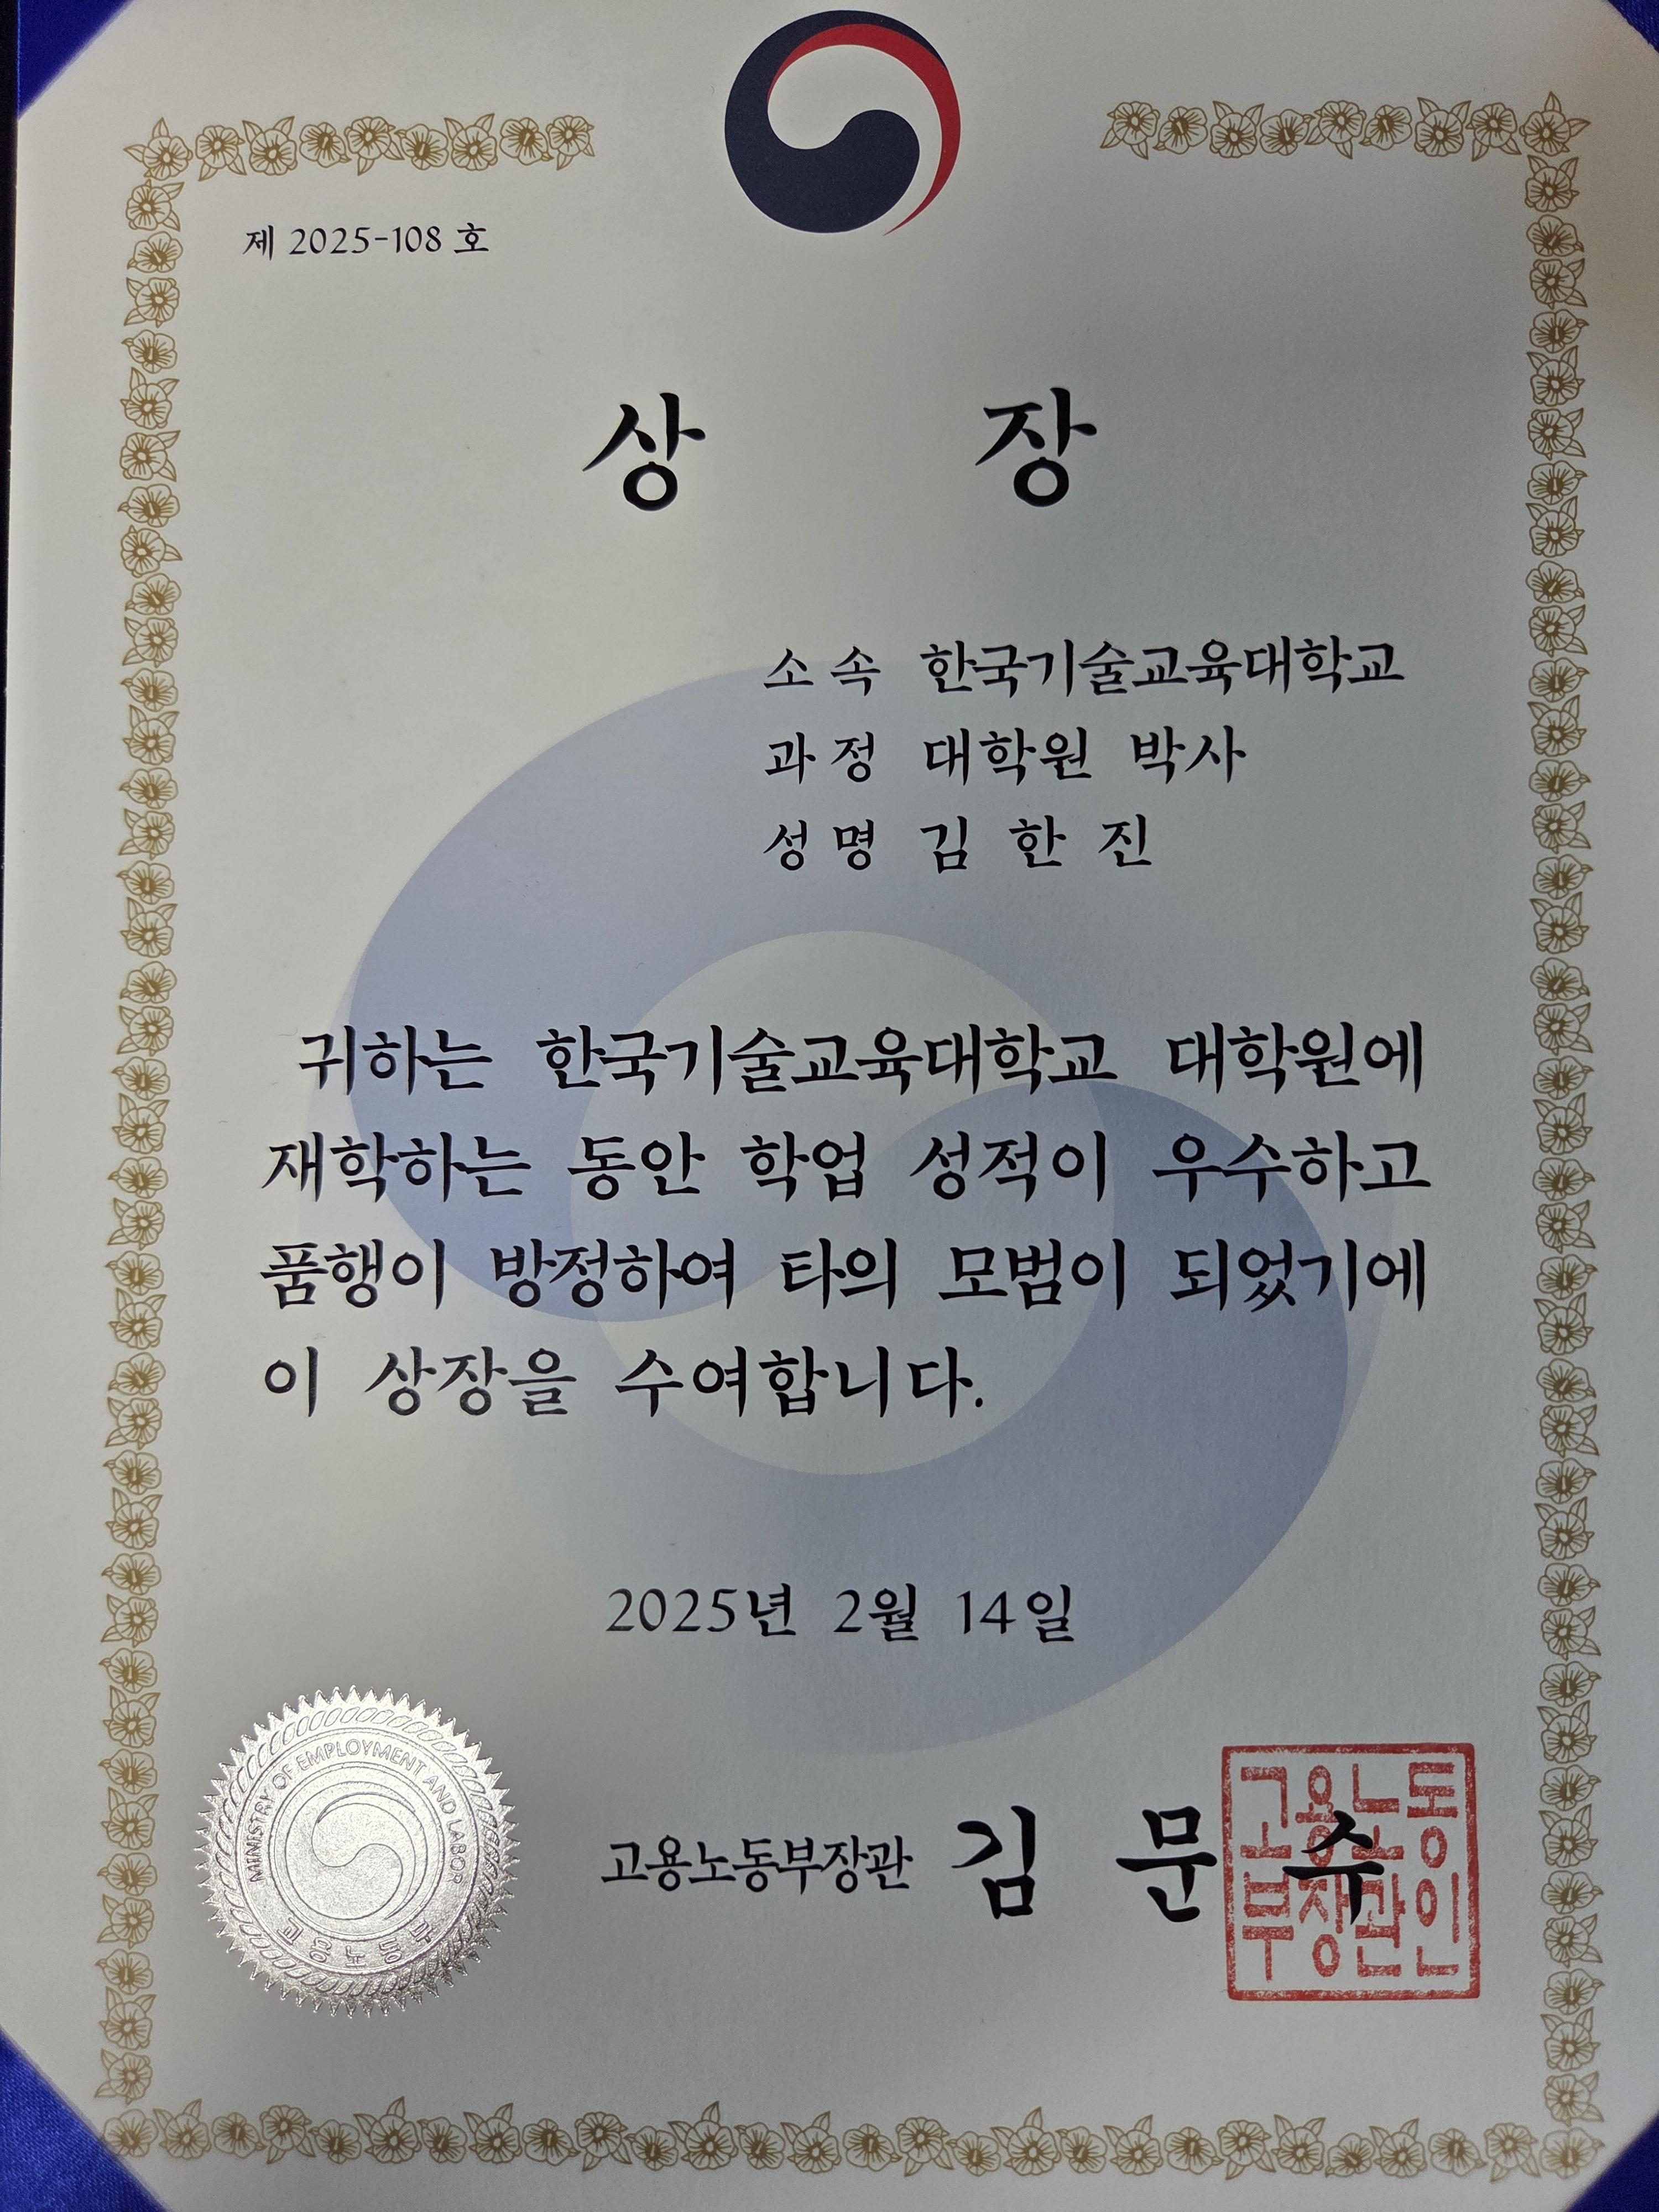 제 2025-108 호
상 장
소 속 한국기술교육대학교
과 정 대학원 박사
성 명 김 한 진
귀하는 한국기술교육대학교 대학원에
재학하는 동안 학업 성적이 우수하고
품행이 방정하여 타의 모범이 되었기에
이 상장을 수여합니다.
2025년 2월 14일
MINISTRY OF EMPLOYMENT AND LABOR
고용노동부
고용노동부장관 김 문 수
고용노동
부장관인